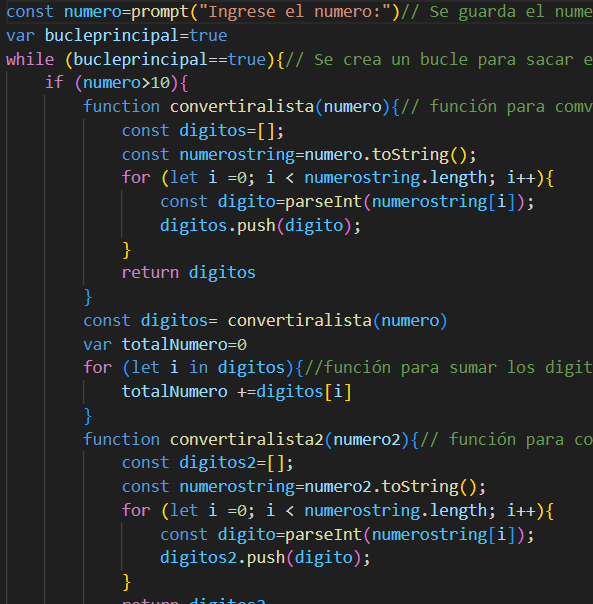 const numero=prompt("Ingrese el numero:")// Se guarda el nume
var bucleprincipal=true
while (bucleprincipal==true){// Se crea un bucle para sacar e
if (numero>10){
function convertiralista(numero){// función para comv
const digitos=[];
const numerostring=numero.toString();
for (let i =0; i < numerostring.length; i++){
const digito=parseInt(numerostring[i]);
digitos.push(digito);
}
return digitos
}
const digitos= convertiralista(numero)
var totalNumero=0
for (let i in digitos){//función para sumar los digit
totalNumero +=digitos[i]
}
function convertiralista2(numero2){// función para co
const digitos2=[];
const numerostring=numero2.toString();
for (let i =0; i < numerostring.length; i++){
const digito=parseInt(numerostring[i]);
digitos2.push(digito);
}
return digitos2